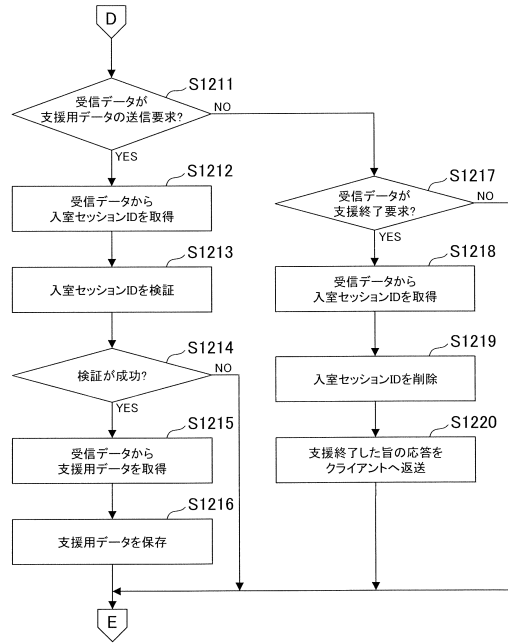 D
S1211
受信データが
支援用データの送信要求?
NO
YES
S1212
受信データから
入室セッションIDを取得
S1213
入室セッションIDを検証
S1214
検証が成功?
NO
YES
S1215
受信データから
支援用データを取得
S1216
支援用データを保存
S1217
受信データが
支援終了要求?
NO
YES
S1218
受信データから
入室セッションIDを取得
S1219
入室セッションIDを削除
S1220
支援終了した旨の応答を
クライアントへ返送
E